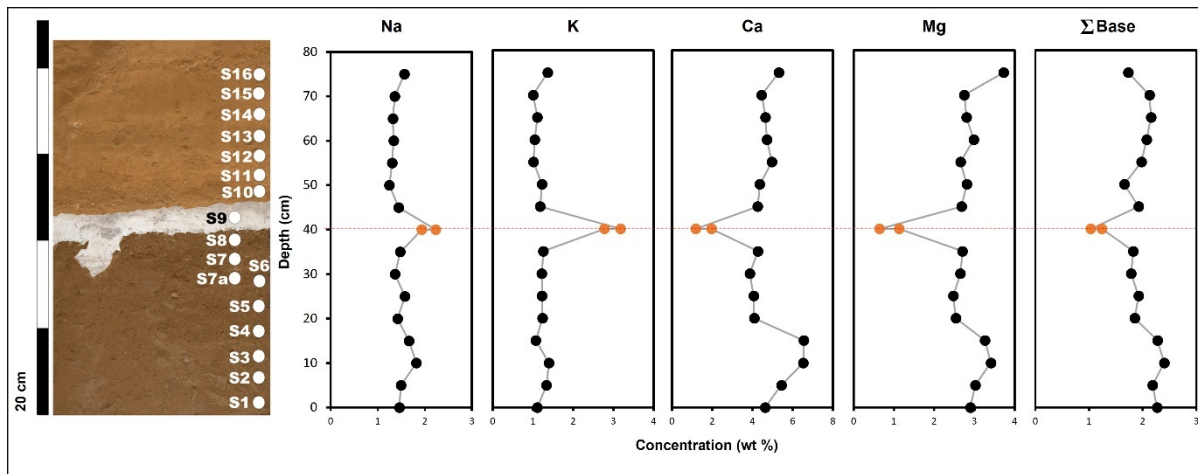 Na K Ca Mg ΣBase
S16
S15
S14
S13
S12
S11
S10
S9
S8
S7 S6
S7a
S5
S4
S3
S2
S1
20 cm
Depth (cm)
80
70
60
50
40
30
20
10
0
0 1 2 3
0 1 2 3 4
0 2 4 6 8
0 1 2 3 4
0 1 2 3
Concentration (wt %)